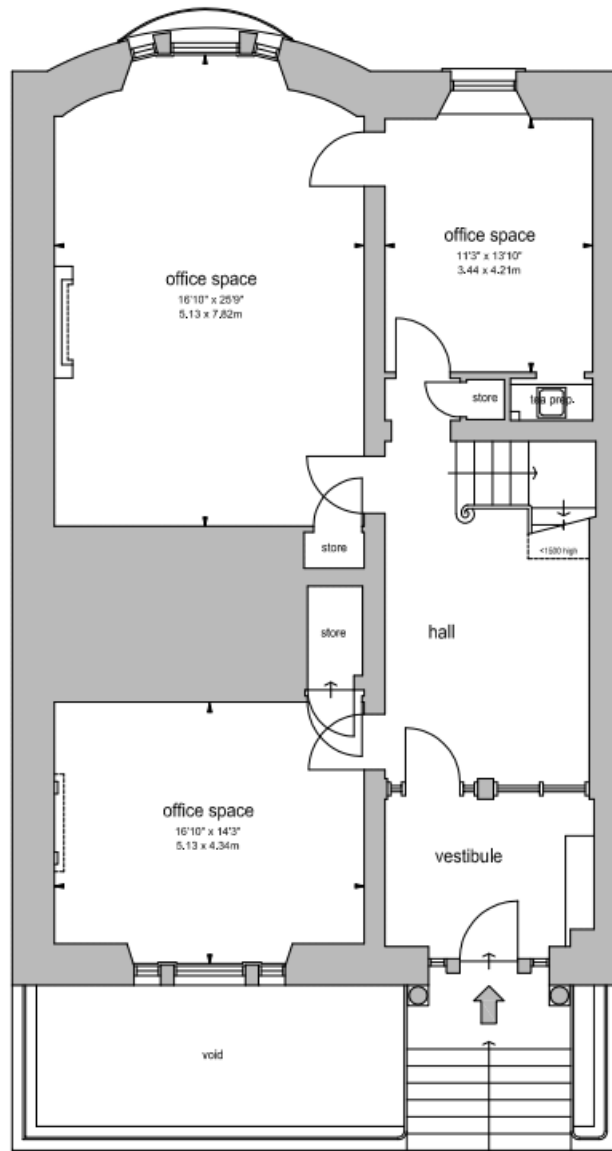 office space
11'3" x 13'10"
3.44 x 4.21m
office space
16'10" x 25'9"
5.13 x 7.82m
store
tea prep.
store
<1500 high
store
hall
office space
16'10" x 14'3"
5.13 x 4.34m
vestibule
void